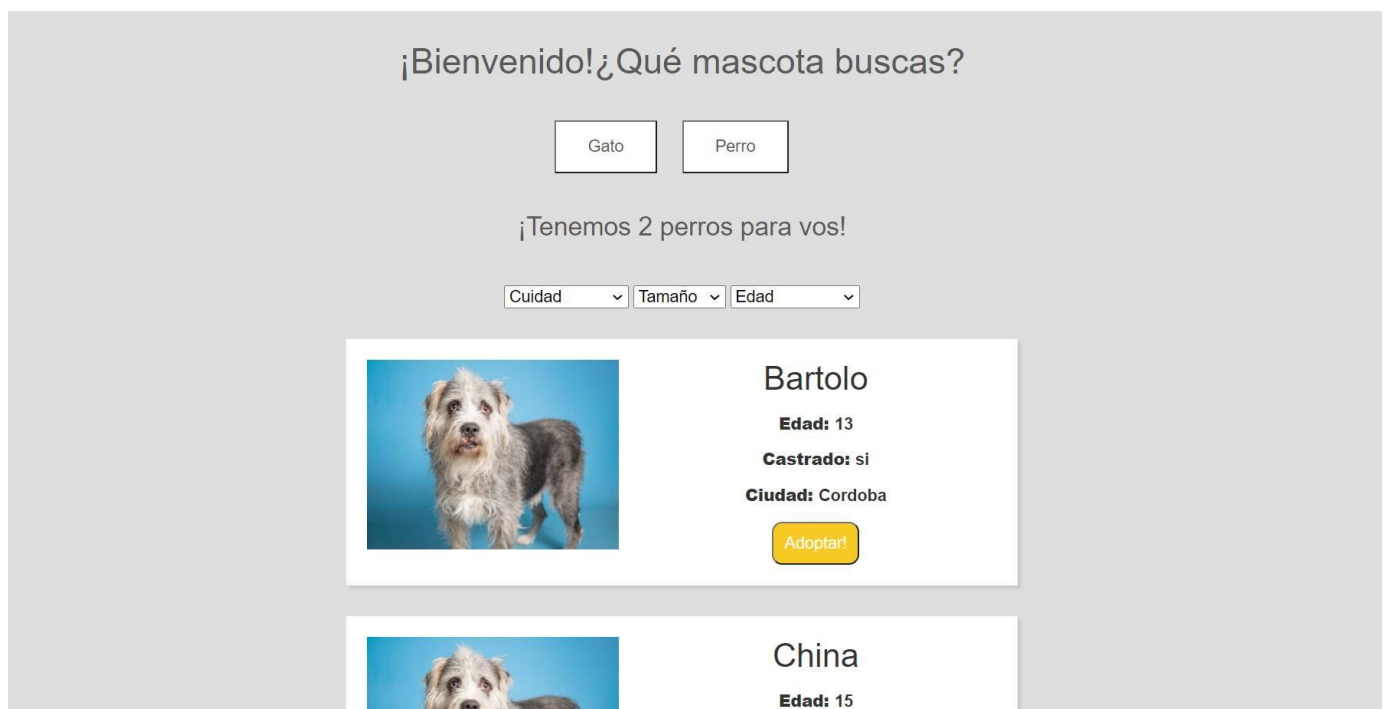 ¡Bienvenido!¿Qué mascota buscas?
Gato Perro
¡Tenemos 2 perros para vos!
Cuidad Tamaño Edad
Bartolo
Edad: 13
Castrado: si
Ciudad: Cordoba
Adoptar!
China
Edad: 15